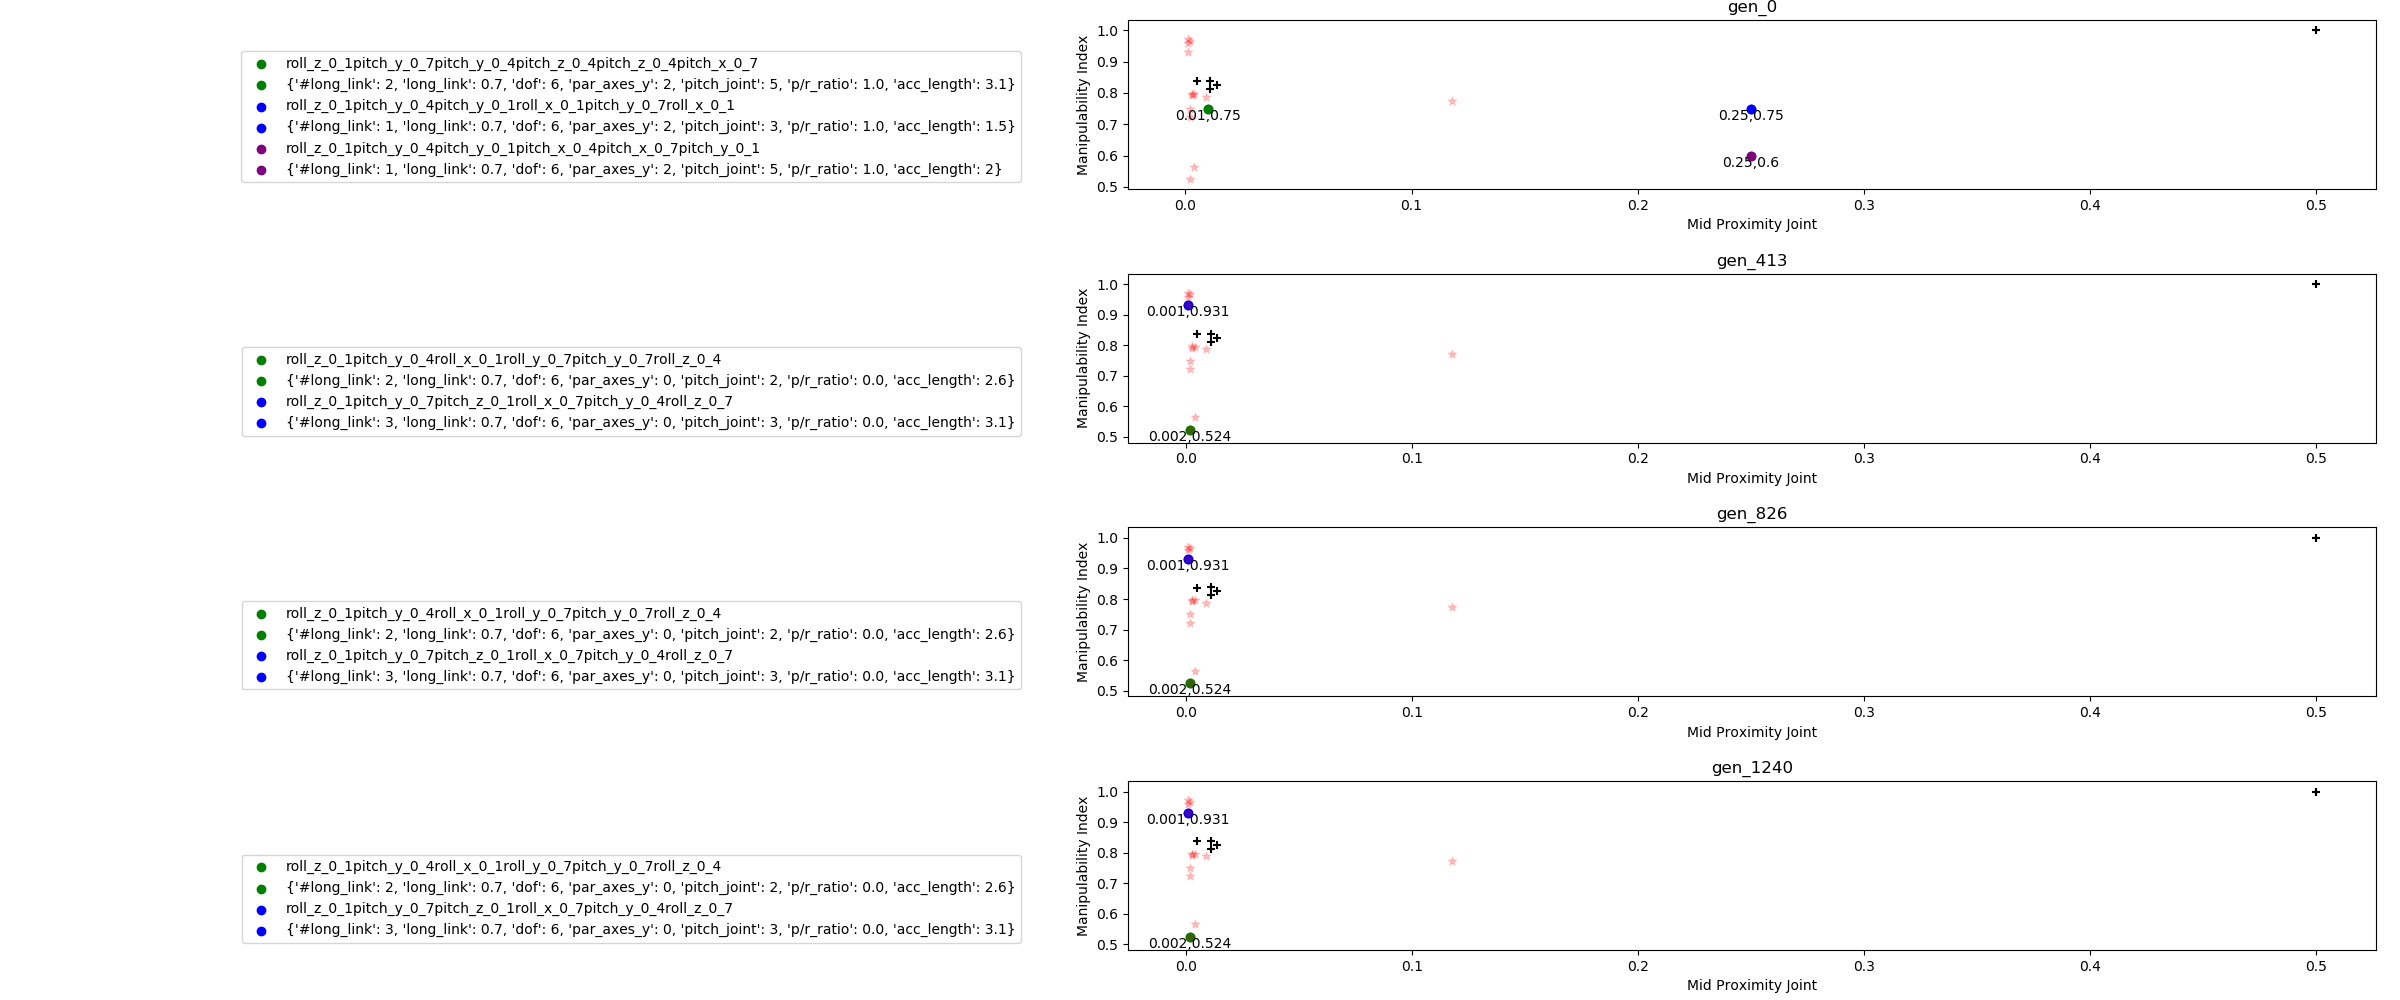 gen_0
roll_z_0_1pitch_y_0_7pitch_y_0_4pitch_z_0_4pitch_z_0_4pitch_x_0_7
{'#long_link': 2, 'long_link': 0.7, 'dof': 6, 'par_axes_y': 2, 'pitch_joint': 5, 'p/r_ratio': 1.0, 'acc_length': 3.1}
roll_z_0_1pitch_y_0_4pitch_y_0_1roll_x_0_1pitch_y_0_7roll_x_0_1
{'#long_link': 1, 'long_link': 0.7, 'dof': 6, 'par_axes_y': 2, 'pitch_joint': 3, 'p/r_ratio': 1.0, 'acc_length': 1.5}
roll_z_0_1pitch_y_0_4pitch_y_0_1pitch_x_0_4pitch_x_0_7pitch_y_0_1
{'#long_link': 1, 'long_link': 0.7, 'dof': 6, 'par_axes_y': 2, 'pitch_joint': 5, 'p/r_ratio': 1.0, 'acc_length': 2}
Manipulability Index
1.0
0.9
0.8
0.7
0.6
0.5
0.01,0.75
0.25,0.75
0.25,0.6
0.0 0.1 0.2 0.3 0.4 0.5
Mid Proximity Joint
gen_413
roll_z_0_1pitch_y_0_4roll_x_0_1roll_y_0_7pitch_y_0_7roll_z_0_4
{'#long_link': 2, 'long_link': 0.7, 'dof': 6, 'par_axes_y': 0, 'pitch_joint': 2, 'p/r_ratio': 0.0, 'acc_length': 2.6}
roll_z_0_1pitch_y_0_7pitch_z_0_1roll_x_0_7pitch_y_0_4roll_z_0_7
{'#long_link': 3, 'long_link': 0.7, 'dof': 6, 'par_axes_y': 0, 'pitch_joint': 3, 'p/r_ratio': 0.0, 'acc_length': 3.1}
Manipulability Index
1.0
0.9
0.8
0.7
0.6
0.5
0.001,0.931
0.002,0.524
0.0 0.1 0.2 0.3 0.4 0.5
Mid Proximity Joint
gen_826
roll_z_0_1pitch_y_0_4roll_x_0_1roll_y_0_7pitch_y_0_7roll_z_0_4
{'#long_link': 2, 'long_link': 0.7, 'dof': 6, 'par_axes_y': 0, 'pitch_joint': 2, 'p/r_ratio': 0.0, 'acc_length': 2.6}
roll_z_0_1pitch_y_0_7pitch_z_0_1roll_x_0_7pitch_y_0_4roll_z_0_7
{'#long_link': 3, 'long_link': 0.7, 'dof': 6, 'par_axes_y': 0, 'pitch_joint': 3, 'p/r_ratio': 0.0, 'acc_length': 3.1}
Manipulability Index
1.0
0.9
0.8
0.7
0.6
0.5
0.001,0.931
0.002,0.524
0.0 0.1 0.2 0.3 0.4 0.5
Mid Proximity Joint
gen_1240
roll_z_0_1pitch_y_0_4roll_x_0_1roll_y_0_7pitch_y_0_7roll_z_0_4
{'#long_link': 2, 'long_link': 0.7, 'dof': 6, 'par_axes_y': 0, 'pitch_joint': 2, 'p/r_ratio': 0.0, 'acc_length': 2.6}
roll_z_0_1pitch_y_0_7pitch_z_0_1roll_x_0_7pitch_y_0_4roll_z_0_7
{'#long_link': 3, 'long_link': 0.7, 'dof': 6, 'par_axes_y': 0, 'pitch_joint': 3, 'p/r_ratio': 0.0, 'acc_length': 3.1}
Manipulability Index
1.0
0.9
0.8
0.7
0.6
0.5
0.001,0.931
0.002,0.524
0.0 0.1 0.2 0.3 0.4 0.5
Mid Proximity Joint